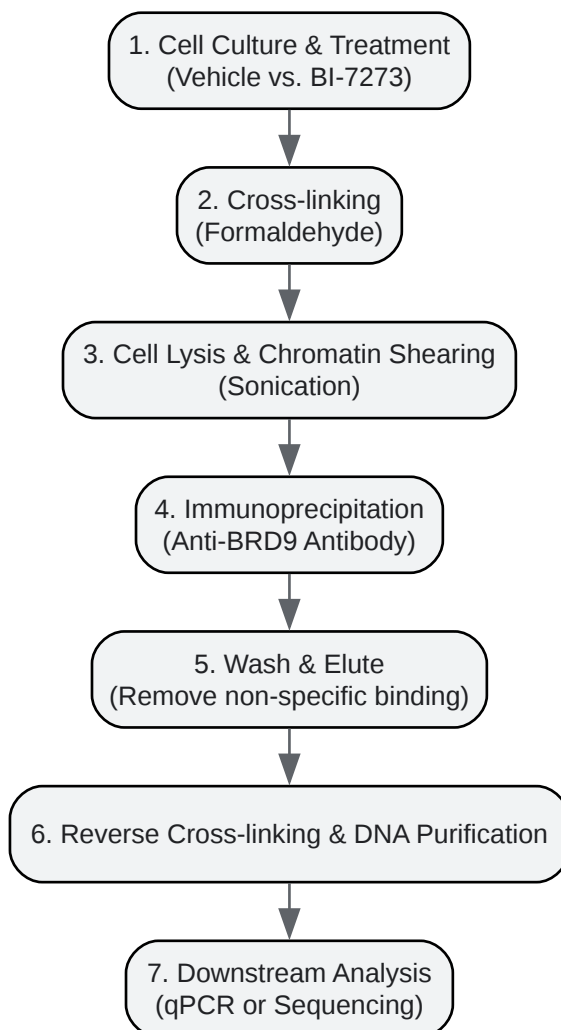 1. Cell Culture & Treatment
(Vehicle vs. BI-7273)
2. Cross-linking
(Formaldehyde)
3. Cell Lysis & Chromatin Shearing
(Sonication)
4. Immunoprecipitation
(Anti-BRD9 Antibody)
5. Wash & Elute
(Remove non-specific binding)
6. Reverse Cross-linking & DNA Purification
7. Downstream Analysis
(qPCR or Sequencing)